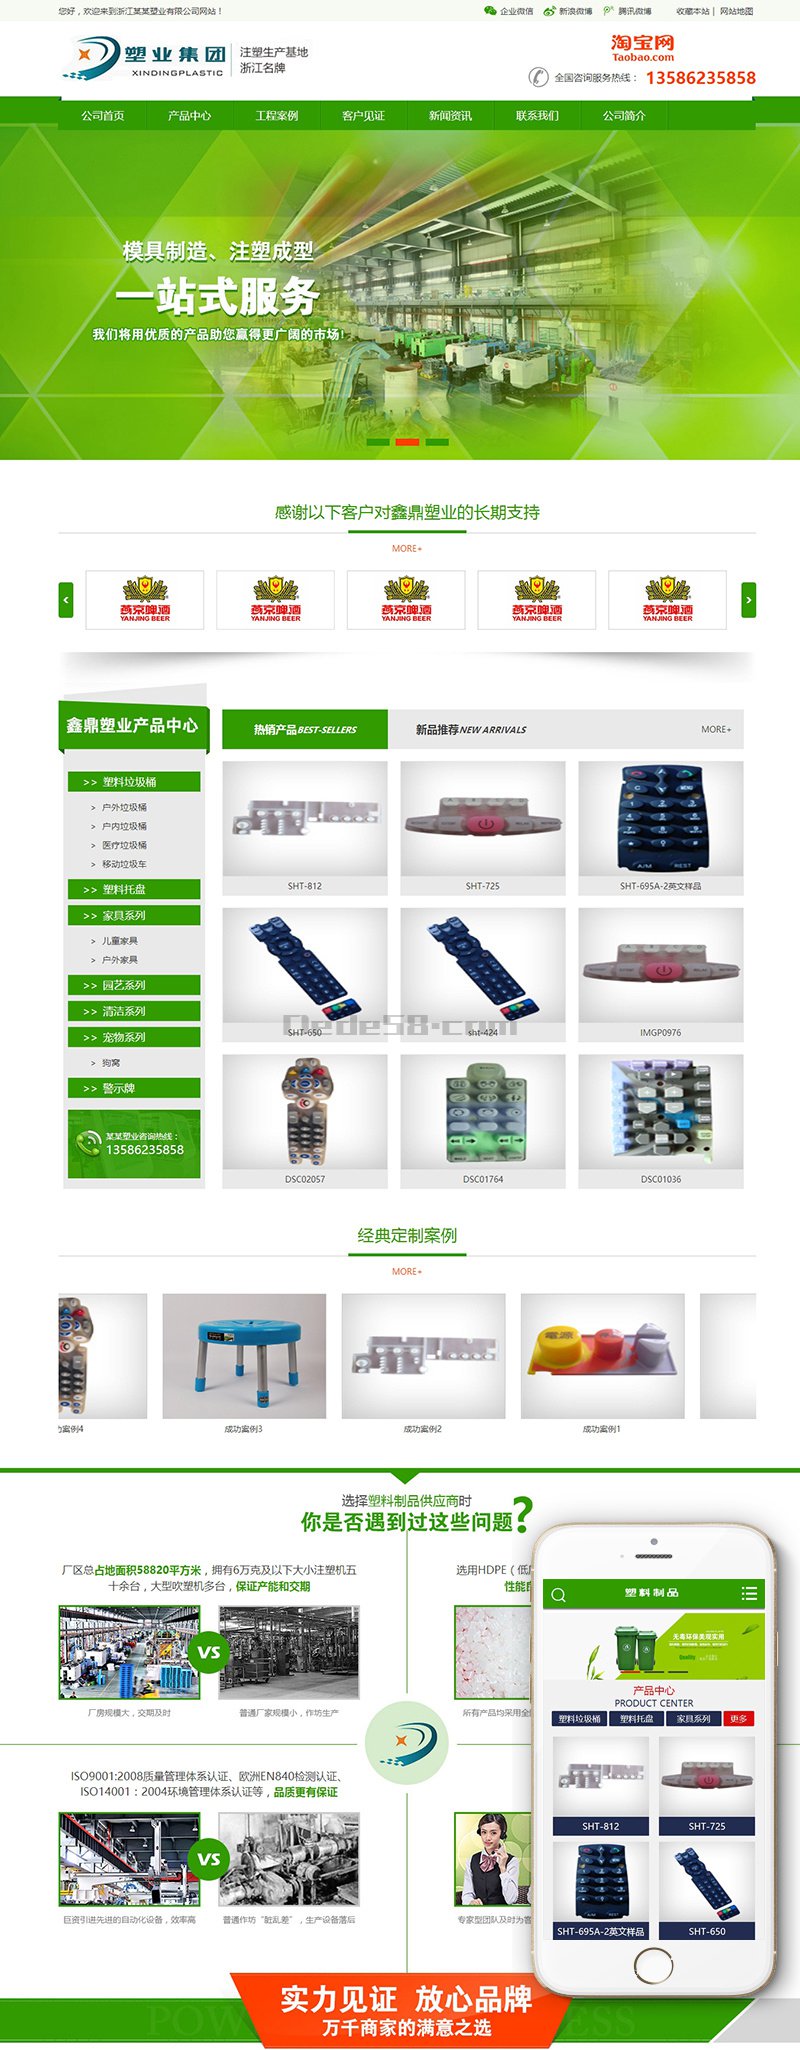 您好，欢迎来到浙江某某塑业有限公司网站！
企业微信
新浪微博
腾讯微博
收藏本站 | 网站地图
塑业集团
XINDINGPLASTIC
注塑生产基地
浙江名牌
淘宝网
Taobao.com
全国咨询服务热线： 13586235858
公司首页
产品中心
工程案例
客户见证
新闻资讯
联系我们
公司简介
模具制造、注塑成型
一站式服务
我们将用优质的产品助您赢得更广阔的市场!
感谢以下客户对鑫鼎塑业的长期支持
MORE+
<
燕京啤酒
YANJING BEER
燕京啤酒
YANJING BEER
燕京啤酒
YANJING BEER
燕京啤酒
YANJING BEER
燕京啤酒
YANJING BEER
>
鑫鼎塑业产品中心
>> 塑料垃圾桶
> 户外垃圾桶
> 户内垃圾桶
> 医疗垃圾桶
> 移动垃圾车
>> 塑料托盘
>> 家具系列
> 儿童家具
> 户外家具
>> 园艺系列
>> 清洁系列
>> 宠物系列
> 狗窝
>> 警示牌
某某塑业咨询热线：
13586235858
热销产品BEST-SELLERS
新品推荐NEW ARRIVALS
MORE+
SHT-812
SHT-725
SHT-695A-2英文样品
SHT-650
sht-424
IMGP0976
Dede58.com
DSC02057
DSC01764
DSC01036
经典定制案例
MORE+
功案例4
成功案例3
成功案例2
電源
成功案例1
选择塑料制品供应商时
你是否遇到过这些问题?
厂区总占地面积58820平方米，拥有6万克及以下大小注塑机五
十余台，大型吹塑机多台，保证产能和交期
VS
厂房规模大，交期及时
普通厂家规模小，作坊生产
选用HDPE（低
性能
所有产品均采用全
ISO9001:2008质量管理体系认证、欧洲EN840检测认证、
ISO14001：2004环境管理体系认证等，品质更有保证
VS
巨资引进先进的自动化设备，效率高
普通作坊“脏乱差”，生产设备落后
专家型团队及时为客
塑料制品
无毒环保美观实用
Quality
产品中心
PRODUCT CENTER
塑料垃圾桶
塑料托盘
家具系列
更多
SHT-812
SHT-725
SHT-695A-2英文样品
SHT-650
实力见证 放心品牌
万千商家的满意之选